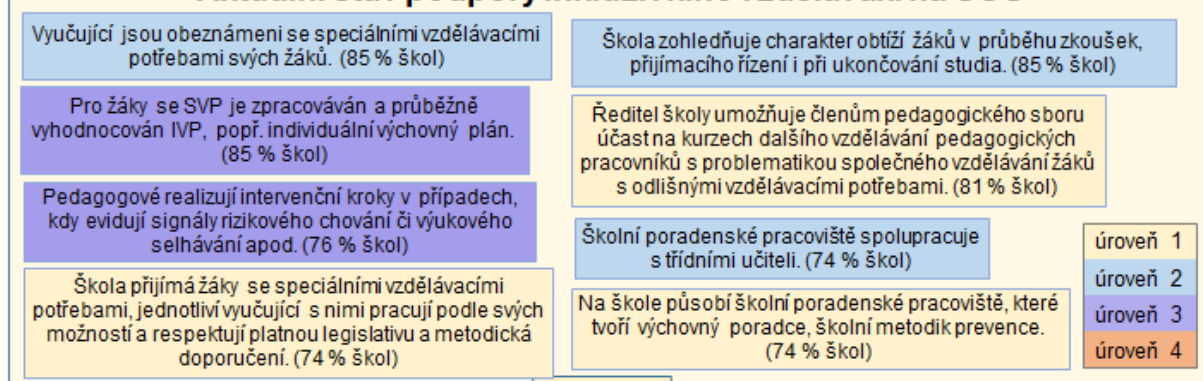 Vyučující jsou obeznámeni se speciálními vzdělávacími
potřebami svých žáků. (85 % škol)
Pro žáky se SVP je zpracováván a průběžně
vyhodnocován IVP, popř. individuální výchovný plán.
(85 % škol)
Pedagogové realizují intervenční kroky v případech,
kdy evidují signály rizikového chování či výukového
selhávání apod. (76 % škol)
Škola přijímá žáky se speciálními vzdělávacími
potřebami, jednotliví vyučující s nimi pracují podle svých
možností a respektují platnou legislativu a metodická
doporučení. (74 % škol)
Škola zohledňuje charakter obtíží žáků v průběhu zkoušek,
přijímacího řízení i při ukončování studia. (85 % škol)
Ředitel školy umožňuje členům pedagogického sboru
účast na kurzech dalšího vzdělávání pedagogických
pracovníků s problematikou společného vzdělávání žáků
s odlišnými vzdělávacími potřebami. (81 % škol)
Školní poradenské pracoviště spolupracuje
s třídními učiteli. (74 % škol)
Na škole působí školní poradenské pracoviště, které
tvoří výchovný poradce, školní metodik prevence.
(74 % škol)
úroveň 1
úroveň 2
úroveň 3
úroveň 4